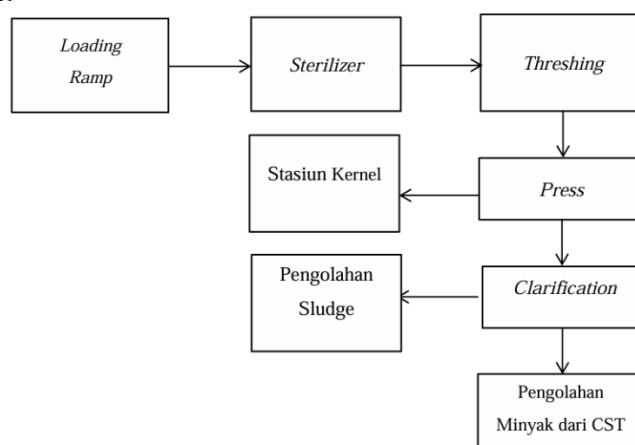 Loading
Ramp
Sterilizer
Threshing
Stasiun Kernel
Press
Pengolahan
Sludge
Clarification
Pengolahan
Minyak dari CST